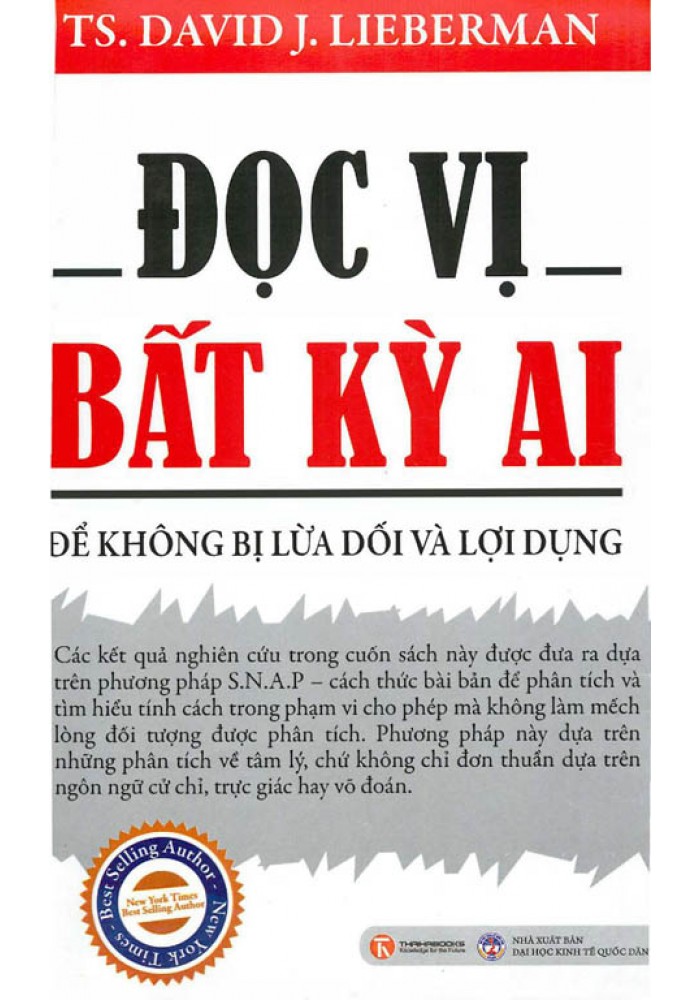 TS. DAVID J. LIEBERMAN
ĐỌC VỊ
BẤT KỲ AI
ĐỂ KHÔNG BỊ LỪA DỐI VÀ LỢI DỤNG
Các kết quả nghiên cứu trong cuốn sách này được đưa ra dựa
trên phương pháp S.N.A.P – cách thức bài bản để phân tích và
tìm hiểu tính cách trong phạm vi cho phép mà không làm mếch
lòng đối tượng được phân tích. Phương pháp này dựa trên
những phân tích về tâm lý, chứ không chỉ đơn thuần dựa trên
ngôn ngữ cử chỉ, trực giác hay võ đoán.
Best Selling Author -
New York Times -
New York Times
Best Selling Author
THAIHABOOKS
Knowledge for the Future
NHÀ XUẤT BẢN
ĐẠI HỌC KINH TẾ QUỐC DÂN